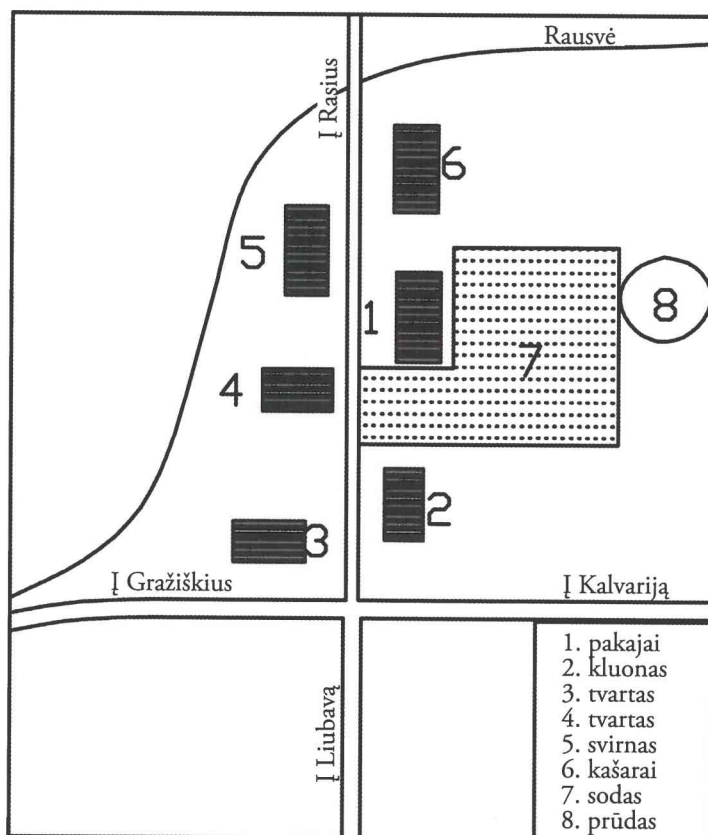 Rausvė
Į Rasius
6
5
8
1
7
4
2
3
Į Gražiškius
Į Kalvariją
Į Liubavą
1. pakajai
2. kluonas
3. tvartas
4. tvartas
5. svirnas
6. kašarai
7. sodas
8. prūdas